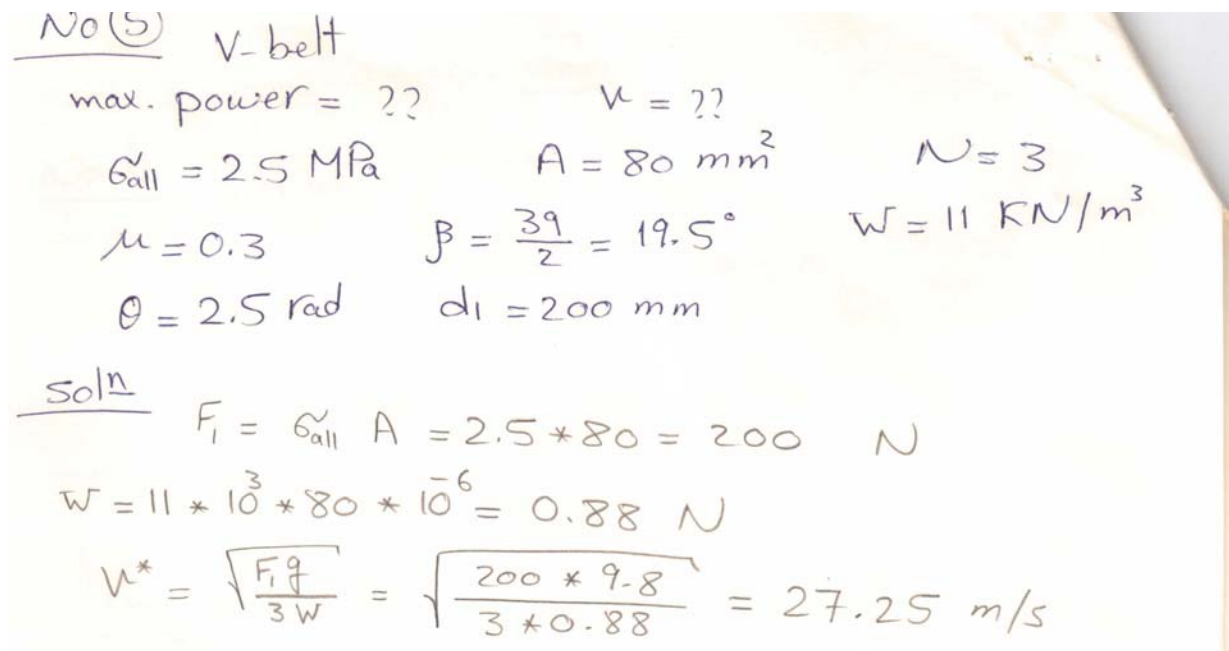 No (5) V-belt
max. power = ?? v = ??
σall = 2.5 MPa A = 80 mm² N = 3
μ = 0.3 β = 39/2 = 19.5° w = 11 KN/m³
θ = 2.5 rad d1 = 200 mm
Soln
F1 = σall A = 2.5 * 80 = 200 N
w = 11 * 10³ * 80 * 10⁻⁶ = 0.88 N
v* = √(F1 g / 3 w) = √(200 * 9.8 / 3 * 0.88) = 27.25 m/s